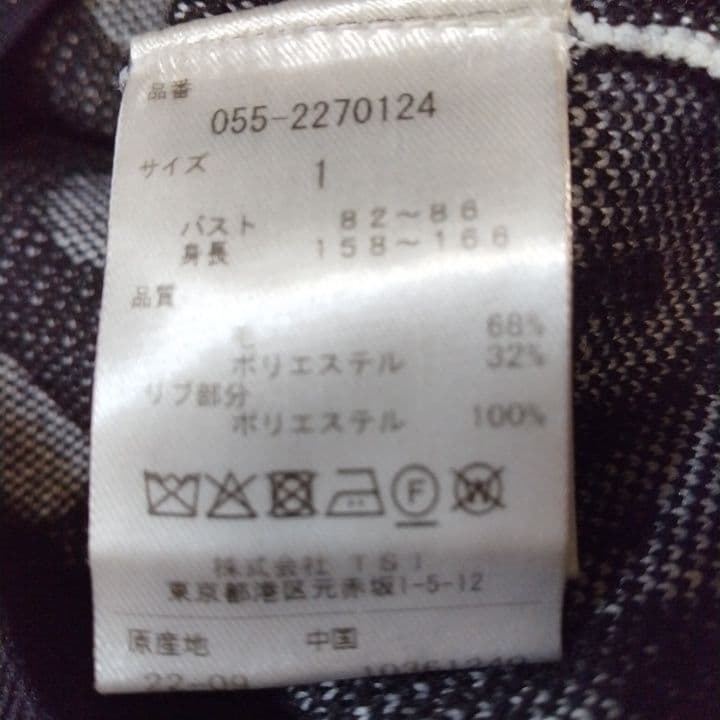 品番
055-2270124
サイズ 1
バスト 82～86
身長 158～166
品質
毛 68%
ポリエステル 32%
リブ部分
ポリエステル 100%
F W
株式会社 TSI
東京都港区元赤坂1-5-12
原産地 中国
22-09